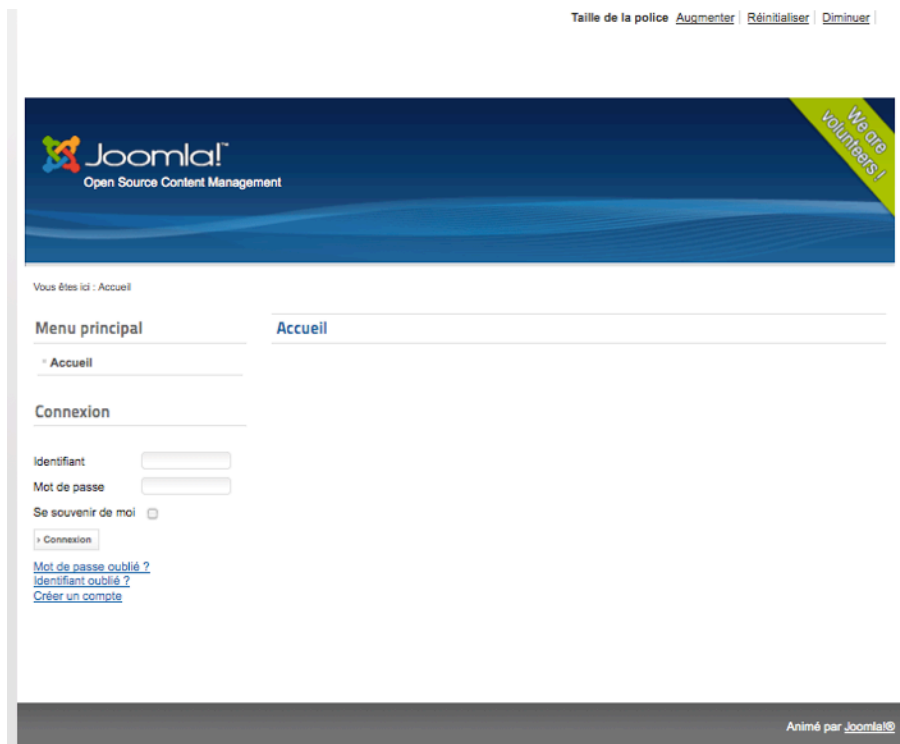 Taille de la police Augmenter Réinitialiser Diminuer
We are
volunteers !
Joomla!™
Open Source Content Management
Vous êtes ici : Accueil
Menu principal
Accueil
Accueil
Connexion
Identifiant
Mot de passe
Se souvenir de moi
› Connexion
Mot de passe oublié ?
Identifiant oublié ?
Créer un compte
Animé par Joomla!®